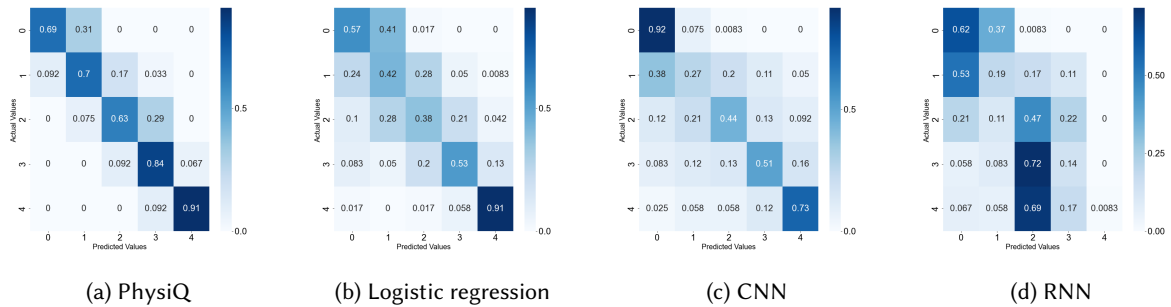 0 0.69 0.31 0 0 0
1 0.092 0.7 0.17 0.033 0
2 0 0.075 0.63 0.29 0
3 0 0 0.092 0.84 0.067
4 0 0 0 0.092 0.91
0 1 2 3 4
Predicted Values
Actual Values
0.5
0.0
(a) PhysiQ
0 0.57 0.41 0.017 0 0
1 0.24 0.42 0.28 0.05 0.0083
2 0.1 0.28 0.38 0.21 0.042
3 0.083 0.05 0.2 0.53 0.13
4 0.017 0 0.017 0.058 0.91
0 1 2 3 4
Predicted Values
Actual Values
0.5
0.0
(b) Logistic regression
0 0.92 0.075 0.0083 0 0
1 0.38 0.27 0.2 0.11 0.05
2 0.12 0.21 0.44 0.13 0.092
3 0.083 0.12 0.13 0.51 0.16
4 0.025 0.058 0.058 0.12 0.73
0 1 2 3 4
Predicted Values
Actual Values
0.5
0.0
(c) CNN
0 0.62 0.37 0.0083 0 0
1 0.53 0.19 0.17 0.11 0
2 0.21 0.11 0.47 0.22 0
3 0.058 0.083 0.72 0.14 0
4 0.067 0.058 0.69 0.17 0.0083
0 1 2 3 4
Predicted Values
Actual Values
0.50
0.25
0.00
(d) RNN